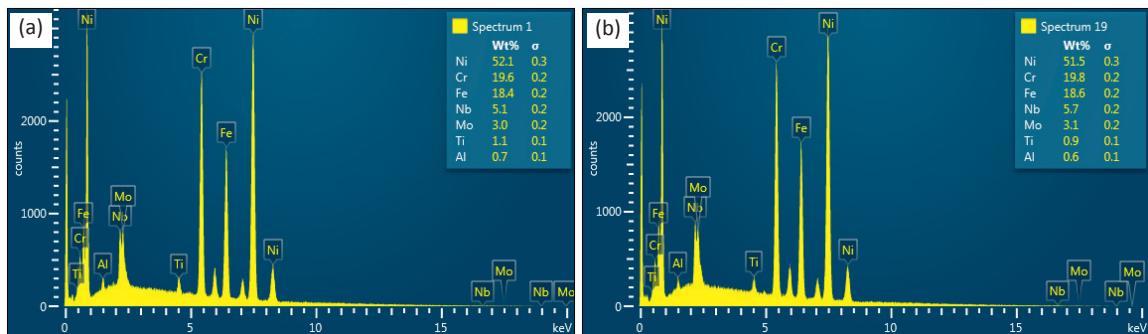 (a)
Spectrum 1
Wt% σ
Ni 52.1 0.3
Cr 19.6 0.2
Fe 18.4 0.2
Nb 5.1 0.2
Mo 3.0 0.2
Ti 1.1 0.1
Al 0.7 0.1
Ni
Cr
Ni
Fe
Mo
Nb
Fe
Cr
Ti
Al
Ti
Ni
Nb
Mo
Nb
Mo
counts
2000
1000
0
0 5 10 15 keV
(b)
Spectrum 19
Wt% σ
Ni 51.5 0.3
Cr 19.8 0.2
Fe 18.6 0.2
Nb 5.7 0.2
Mo 3.1 0.2
Ti 0.9 0.1
Al 0.6 0.1
Ni
Cr
Ni
Fe
Mo
Nb
Fe
Cr
Ti
Al
Ti
Ni
Nb
Mo
Nb
Mo
counts
2000
1000
0
0 5 10 15 keV